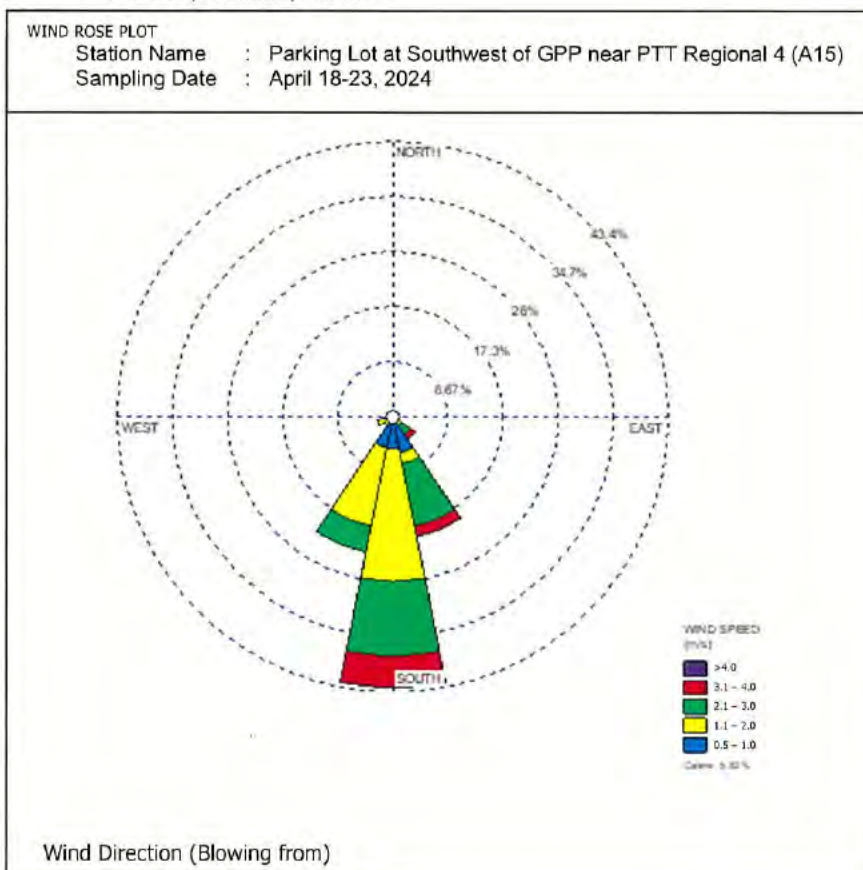 WIND ROSE PLOT
Station Name : Parking Lot at Southwest of GPP near PTT Regional 4 (A15)
Sampling Date : April 18-23, 2024
NORTH
43.4%
34.7%
26%
17.3%
8.67%
WEST
EAST
SOUTH
WIND SPEED
(m/s)
>4.0
3.1 - 4.0
2.1 - 3.0
1.1 - 2.0
0.5 - 1.0
Wind Direction (Blowing from)